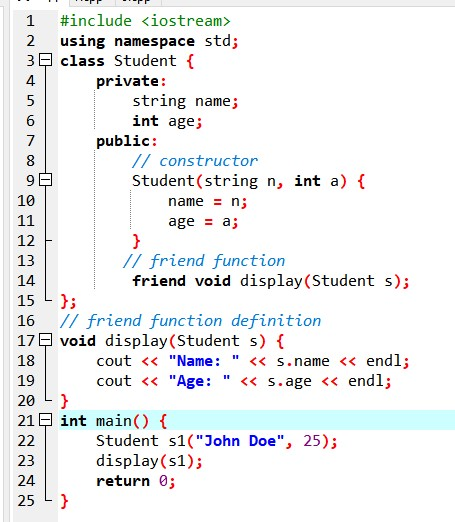 1 #include <iostream>
2 using namespace std;
3 class Student {
4     private:
5         string name;
6         int age;
7     public:
8         // constructor
9         Student(string n, int a) {
10             name = n;
11             age = a;
12         }
13        // friend function
14         friend void display(Student s);
15 };
16 // friend function definition
17 void display(Student s) {
18     cout << "Name: " << s.name << endl;
19     cout << "Age: " << s.age << endl;
20 }
21 int main() {
22     Student s1("John Doe", 25);
23     display(s1);
24     return 0;
25 }